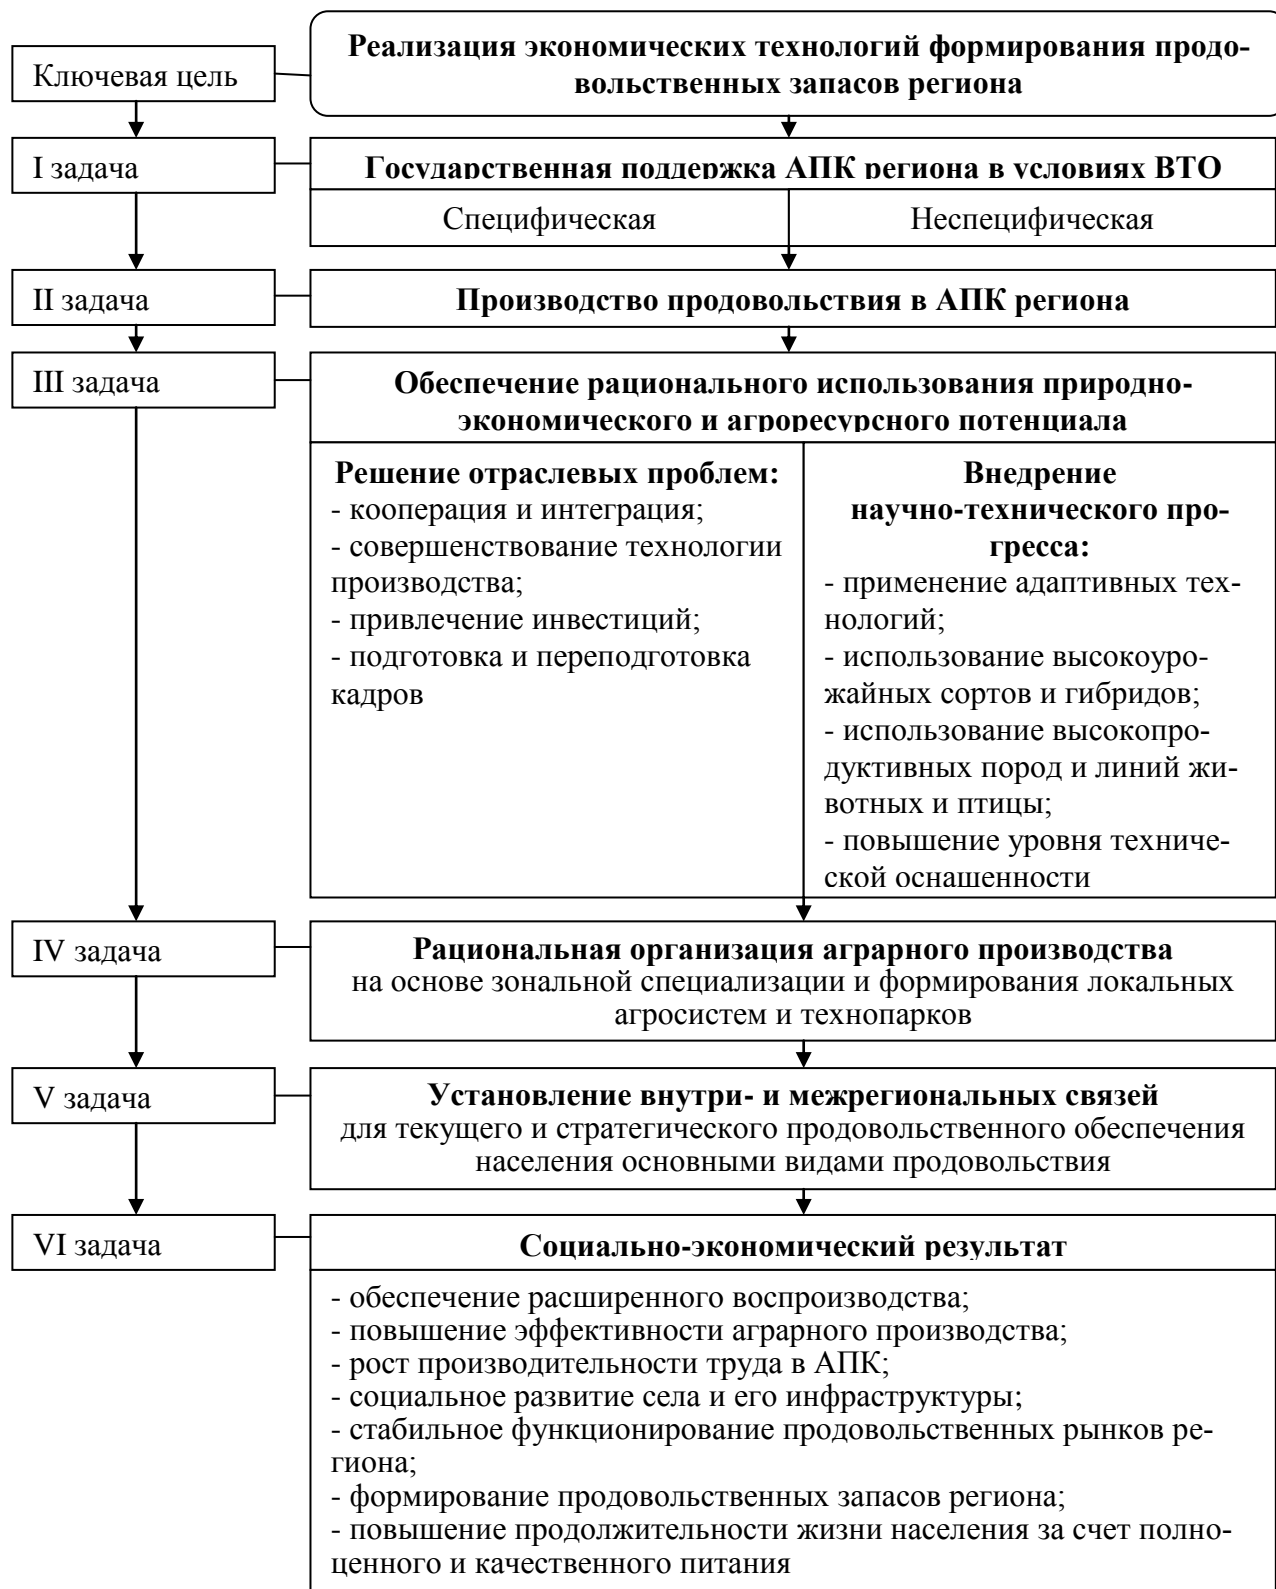 Ключевая цель
Реализация экономических технологий формирования продо-
вольственных запасов региона
I задача
Государственная поддержка АПК региона в условиях ВТО
Специфическая
Неспецифическая
II задача
Производство продовольствия в АПК региона
III задача
Обеспечение рационального использования природно-
экономического и агроресурсного потенциала
Решение отраслевых проблем:
- кооперация и интеграция;
- совершенствование технологии
производства;
- привлечение инвестиций;
- подготовка и переподготовка
кадров
Внедрение
научно-технического про-
гресса:
- применение адаптивных тех-
нологий;
- использование высокоуро-
жайных сортов и гибридов;
- использование высокопро-
дуктивных пород и линий жи-
вотных и птицы;
- повышение уровня техниче-
ской оснашенности
IV задача
Рациональная организация аграрного производства
на основе зональной специализации и формирования локальных
агросистем и технопарков
V задача
Установление внутри- и межрегиональных связей
для текущего и стратегического продовольственного обеспечения
населения основными видами продовольствия
VI задача
Социально-экономический результат
- обеспечение расширенного воспроизводства;
- повышение эффективности аграрного производства;
- рост производительности труда в АПК;
- социальное развитие села и его инфраструктуры;
- стабильное функционирование продовольственных рынков ре-
гиона;
- формирование продовольственных запасов региона;
- повышение продолжительности жизни населения за счет полно-
ценного и качественного питания